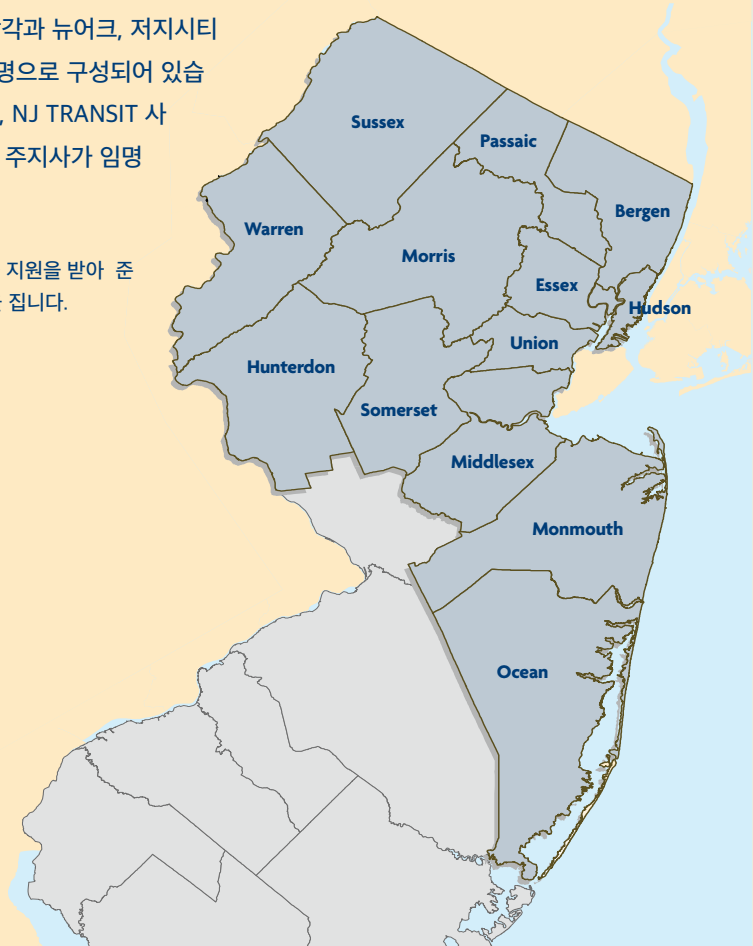 각과 뉴어크, 저지시티
명으로 구성되어 있습
, NJ TRANSIT 사
주지사가 임명
지원을 받아 준
집니다.
Sussex
Passaic
Bergen
Warren
Morris
Essex
Hudson
Union
Hunterdon
Somerset
Middlesex
Monmouth
Ocean